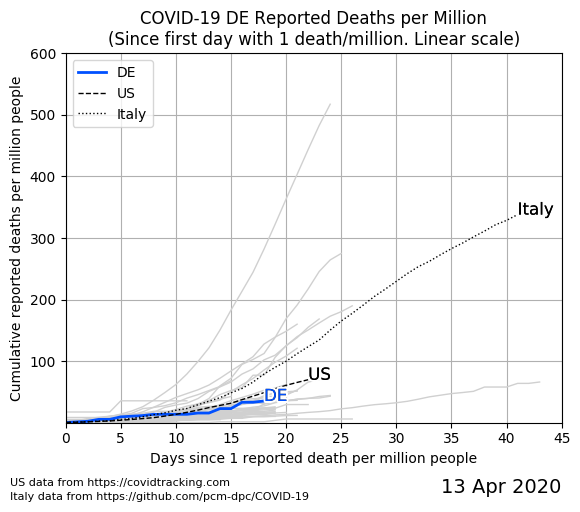 COVID-19 DE Reported Deaths per Million
(Since first day with 1 death/million. Linear scale)
DE
US
Italy
Cumulative reported deaths per million people
600
500
400
300
200
100
Italy
US
DE
0 5 10 15 20 25 30 35 40 45
Days since 1 reported death per million people
US data from https://covidtracking.com
Italy data from https://github.com/pcm-dpc/COVID-19
13 Apr 2020